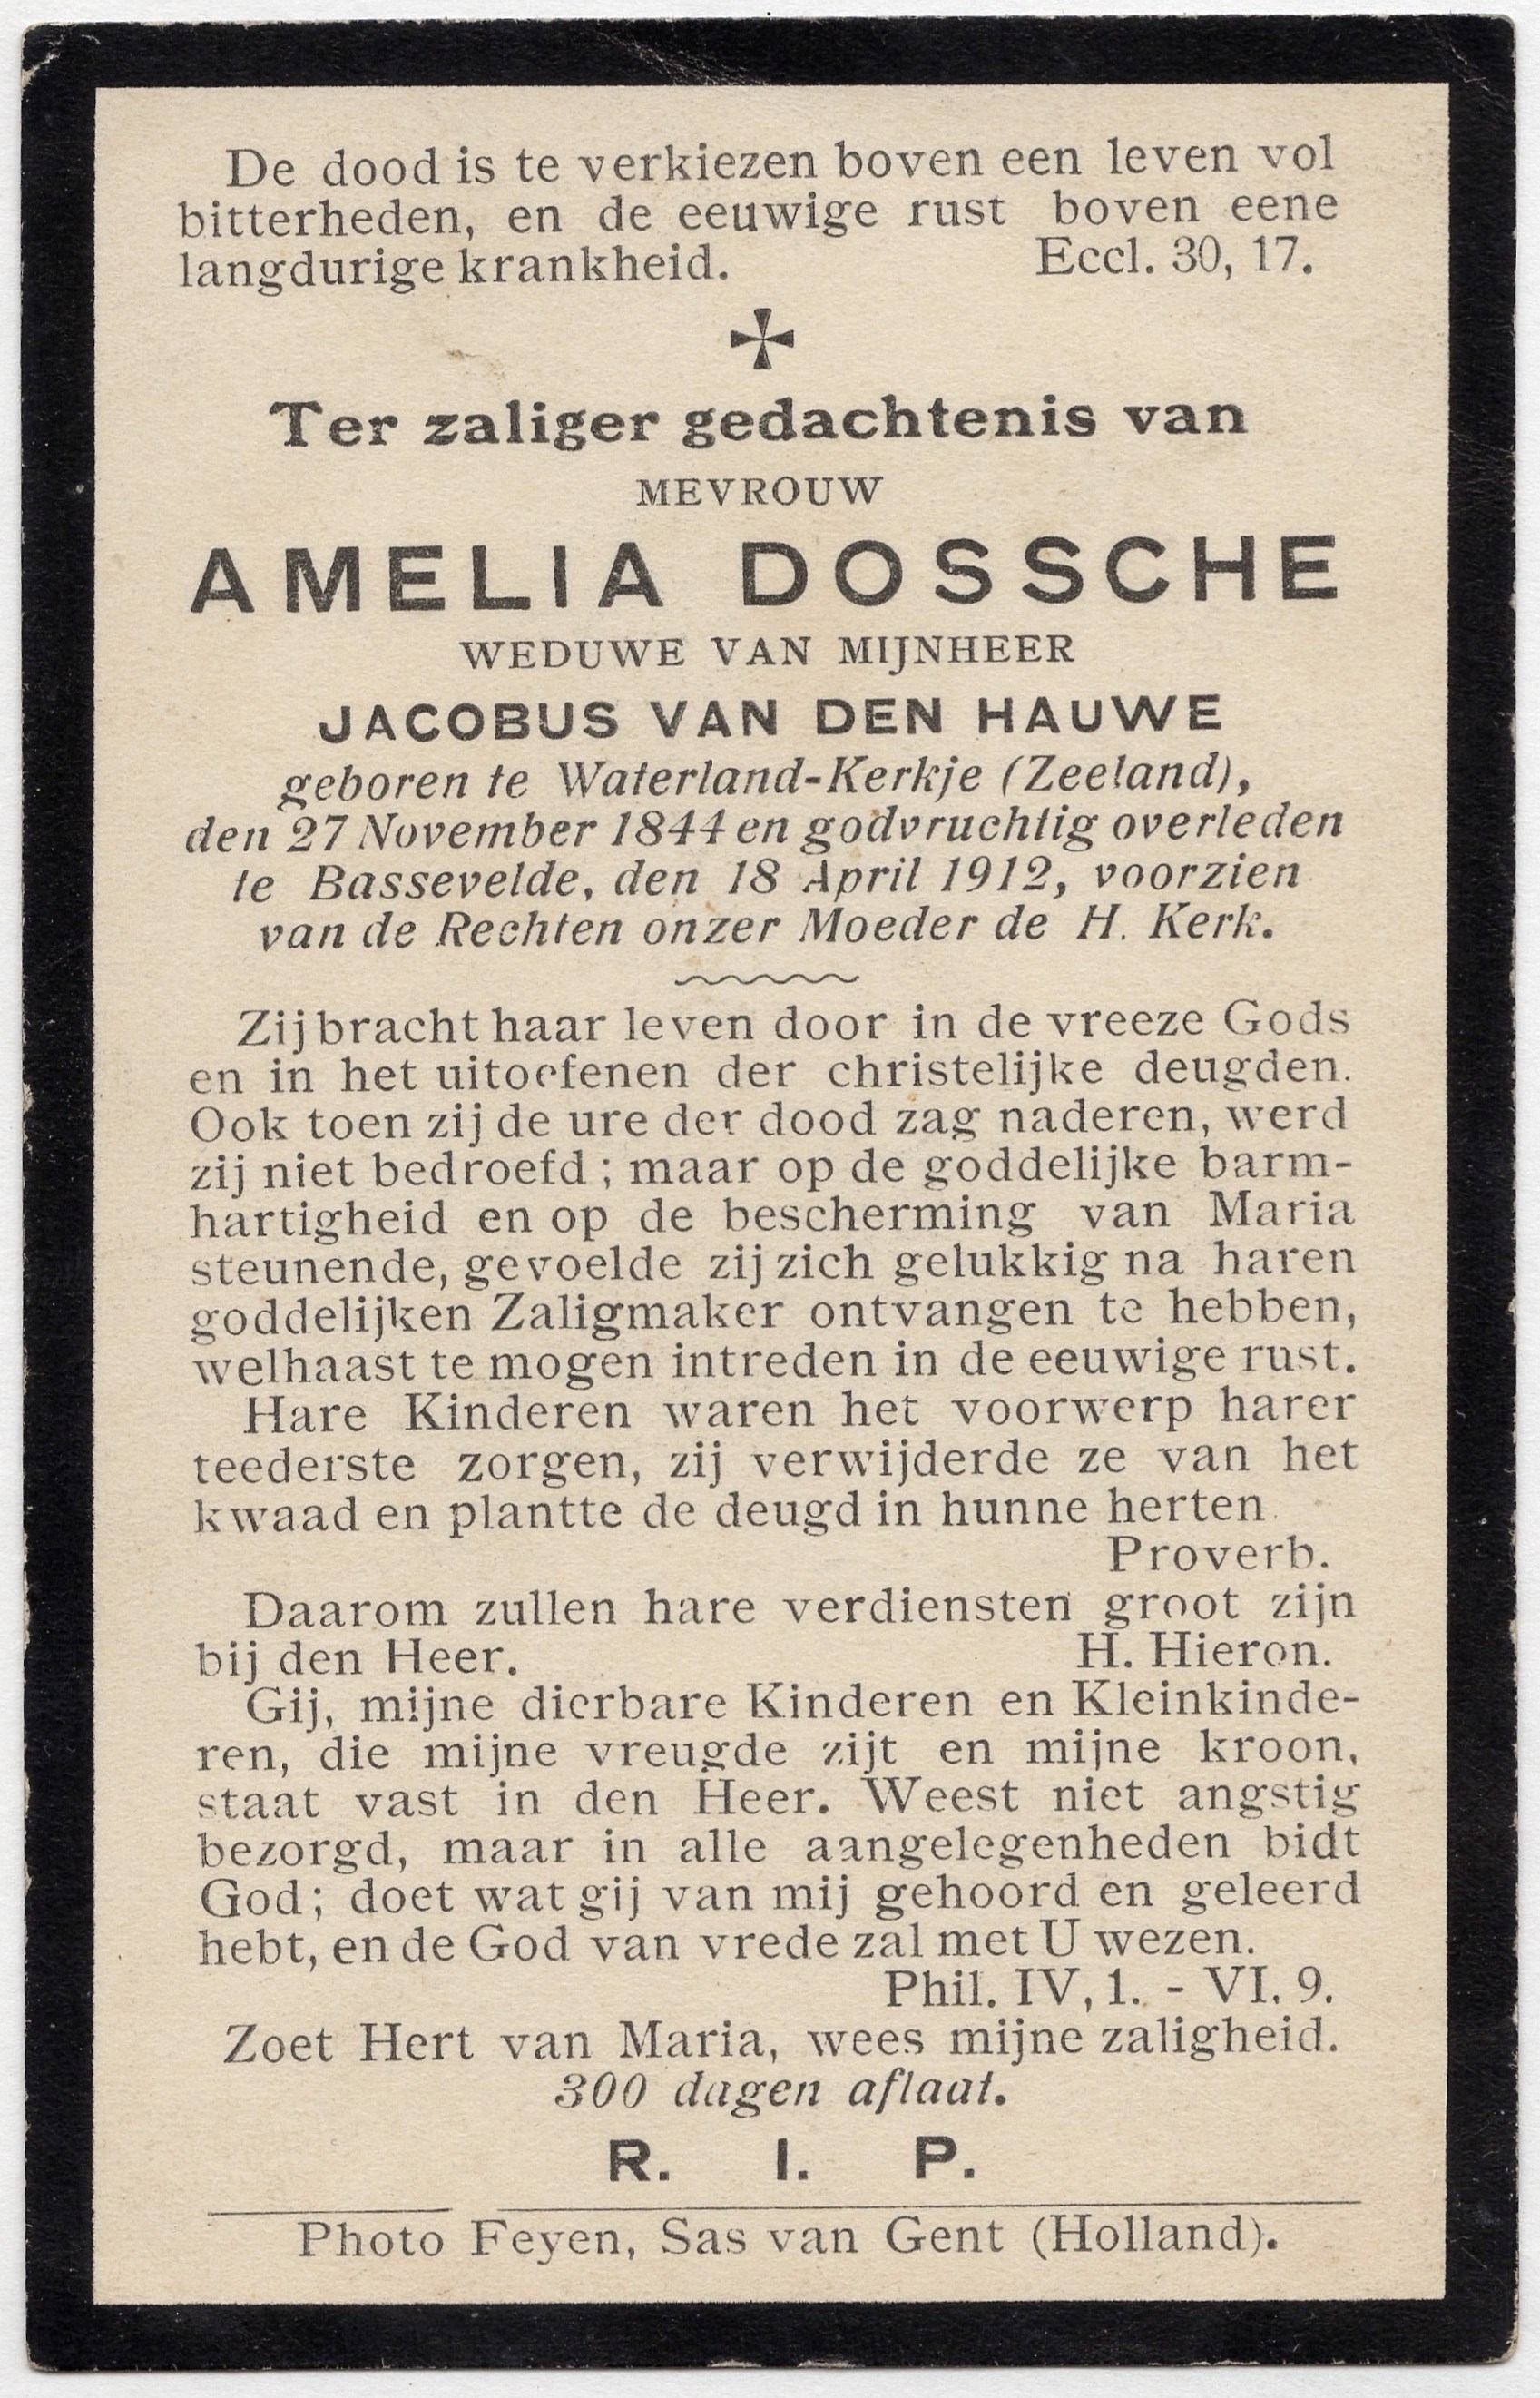 De dood is te verkiezen boven een leven vol
bitterheden, en de eeuwige rust boven eene
langdurige krankheid. Eccl. 30, 17.
Ter zaliger gedachtenis van
MEVROUW
AMELIA DOSSCHE
WEDUWE VAN MIJNHEER
JACOBUS VAN DEN HAUWE
geboren te Waterland-Kerkje (Zeeland),
den 27 November 1844 en godvruchtig overleden
te Bassevelde, den 18 April 1912, voorzien
van de Rechten onzer Moeder de H. Kerk.
Zij bracht haar leven door in de vreeze Gods
en in het uitoefenen der christelijke deugden.
Ook toen zij de ure der dood zag naderen, werd
zij niet bedroefd ; maar op de goddelijke barm-
hartigheid en op de bescherming van Maria
steunende, gevoelde zij zich gelukkig na haren
goddelijken Zaligmaker ontvangen te hebben,
welhaast te mogen intreden in de eeuwige rust.
Hare Kinderen waren het voorwerp harer
teederste zorgen, zij verwijderde ze van het
kwaad en plantte de deugd in hunne herten.
Proverb.
Daarom zullen hare verdiensten groot zijn
bij den Heer. H. Hieron.
Gij, mijne dierbare Kinderen en Kleinkinde-
ren, die mijne vreugde zijt en mijne kroon,
staat vast in den Heer. Weest niet angstig
bezorgd, maar in alle aangelegenheden bidt
God; doet wat gij van mij gehoord en geleerd
hebt, en de God van vrede zal met U wezen.
Phil. IV, 1. - VI. 9.
Zoet Hert van Maria, wees mijne zaligheid.
300 dagen aflaat.
R. I. P.
Photo Feyen, Sas van Gent (Holland).